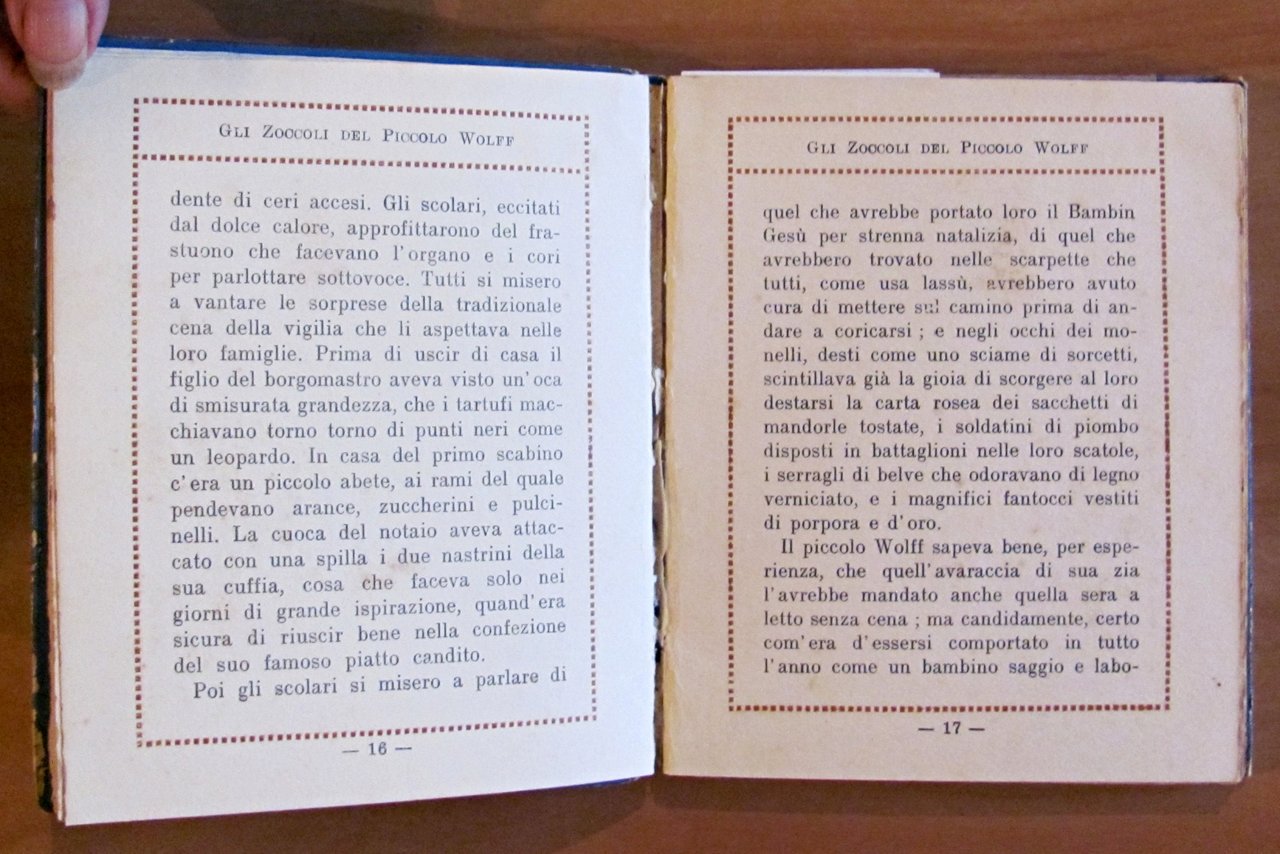 GLI ZOCCOLI DEL PICCOLO WOLFF
dente di ceri accesi. Gli scolari, eccitati
dal dolce calore, approfittarono del fra-
stuono che facevano l'organo e i cori
per parlottare sottovoce. Tutti si misero
a vantare le sorprese della tradizionale
cena della vigilia che li aspettava nelle
loro famiglie. Prima di uscir di casa il
figlio del borgomastro aveva visto un'oca
di smisurata grandezza, che i tartufi mac-
chiavano torno torno di punti neri come
un leopardo. In casa del primo scabino
c'era un piccolo abete, ai rami del quale
pendevano arance, zuccherini e pulci-
nelli. La cuoca del notaio aveva attac-
cato con una spilla i due nastrini della
sua cuffia, cosa che faceva solo nei
giorni di grande ispirazione, quand'era
sicura di riuscir bene nella confezione
del suo famoso piatto candito.
Poi gli scolari si misero a parlare di
— 16 —
GLI ZOCCOLI DEL PICCOLO WOLFF
quel che avrebbe portato loro il Bambin
Gesù per strenna natalizia, di quel che
avrebbero trovato nelle scarpette che
tutti, come usa lassù, avrebbero avuto
cura di mettere sul camino prima di an-
dare a coricarsi ; e negli occhi dei mo-
nelli, desti come uno sciame di sorcetti,
scintillava già la gioia di scorgere al loro
destarsi la carta rosea dei sacchetti di
mandorle tostate, i soldatini di piombo
disposti in battaglioni nelle loro scatole,
i serragli di belve che odoravano di legno
verniciato, e i magnifici fantocci vestiti
di porpora e d'oro.
Il piccolo Wolff sapeva bene, per espe-
rienza, che quell'avaraccia di sua zia
l'avrebbe mandato anche quella sera a
letto senza cena ; ma candidamente, certo
com'era d'essersi comportato in tutto
l'anno come un bambino saggio e labo-
— 17 —